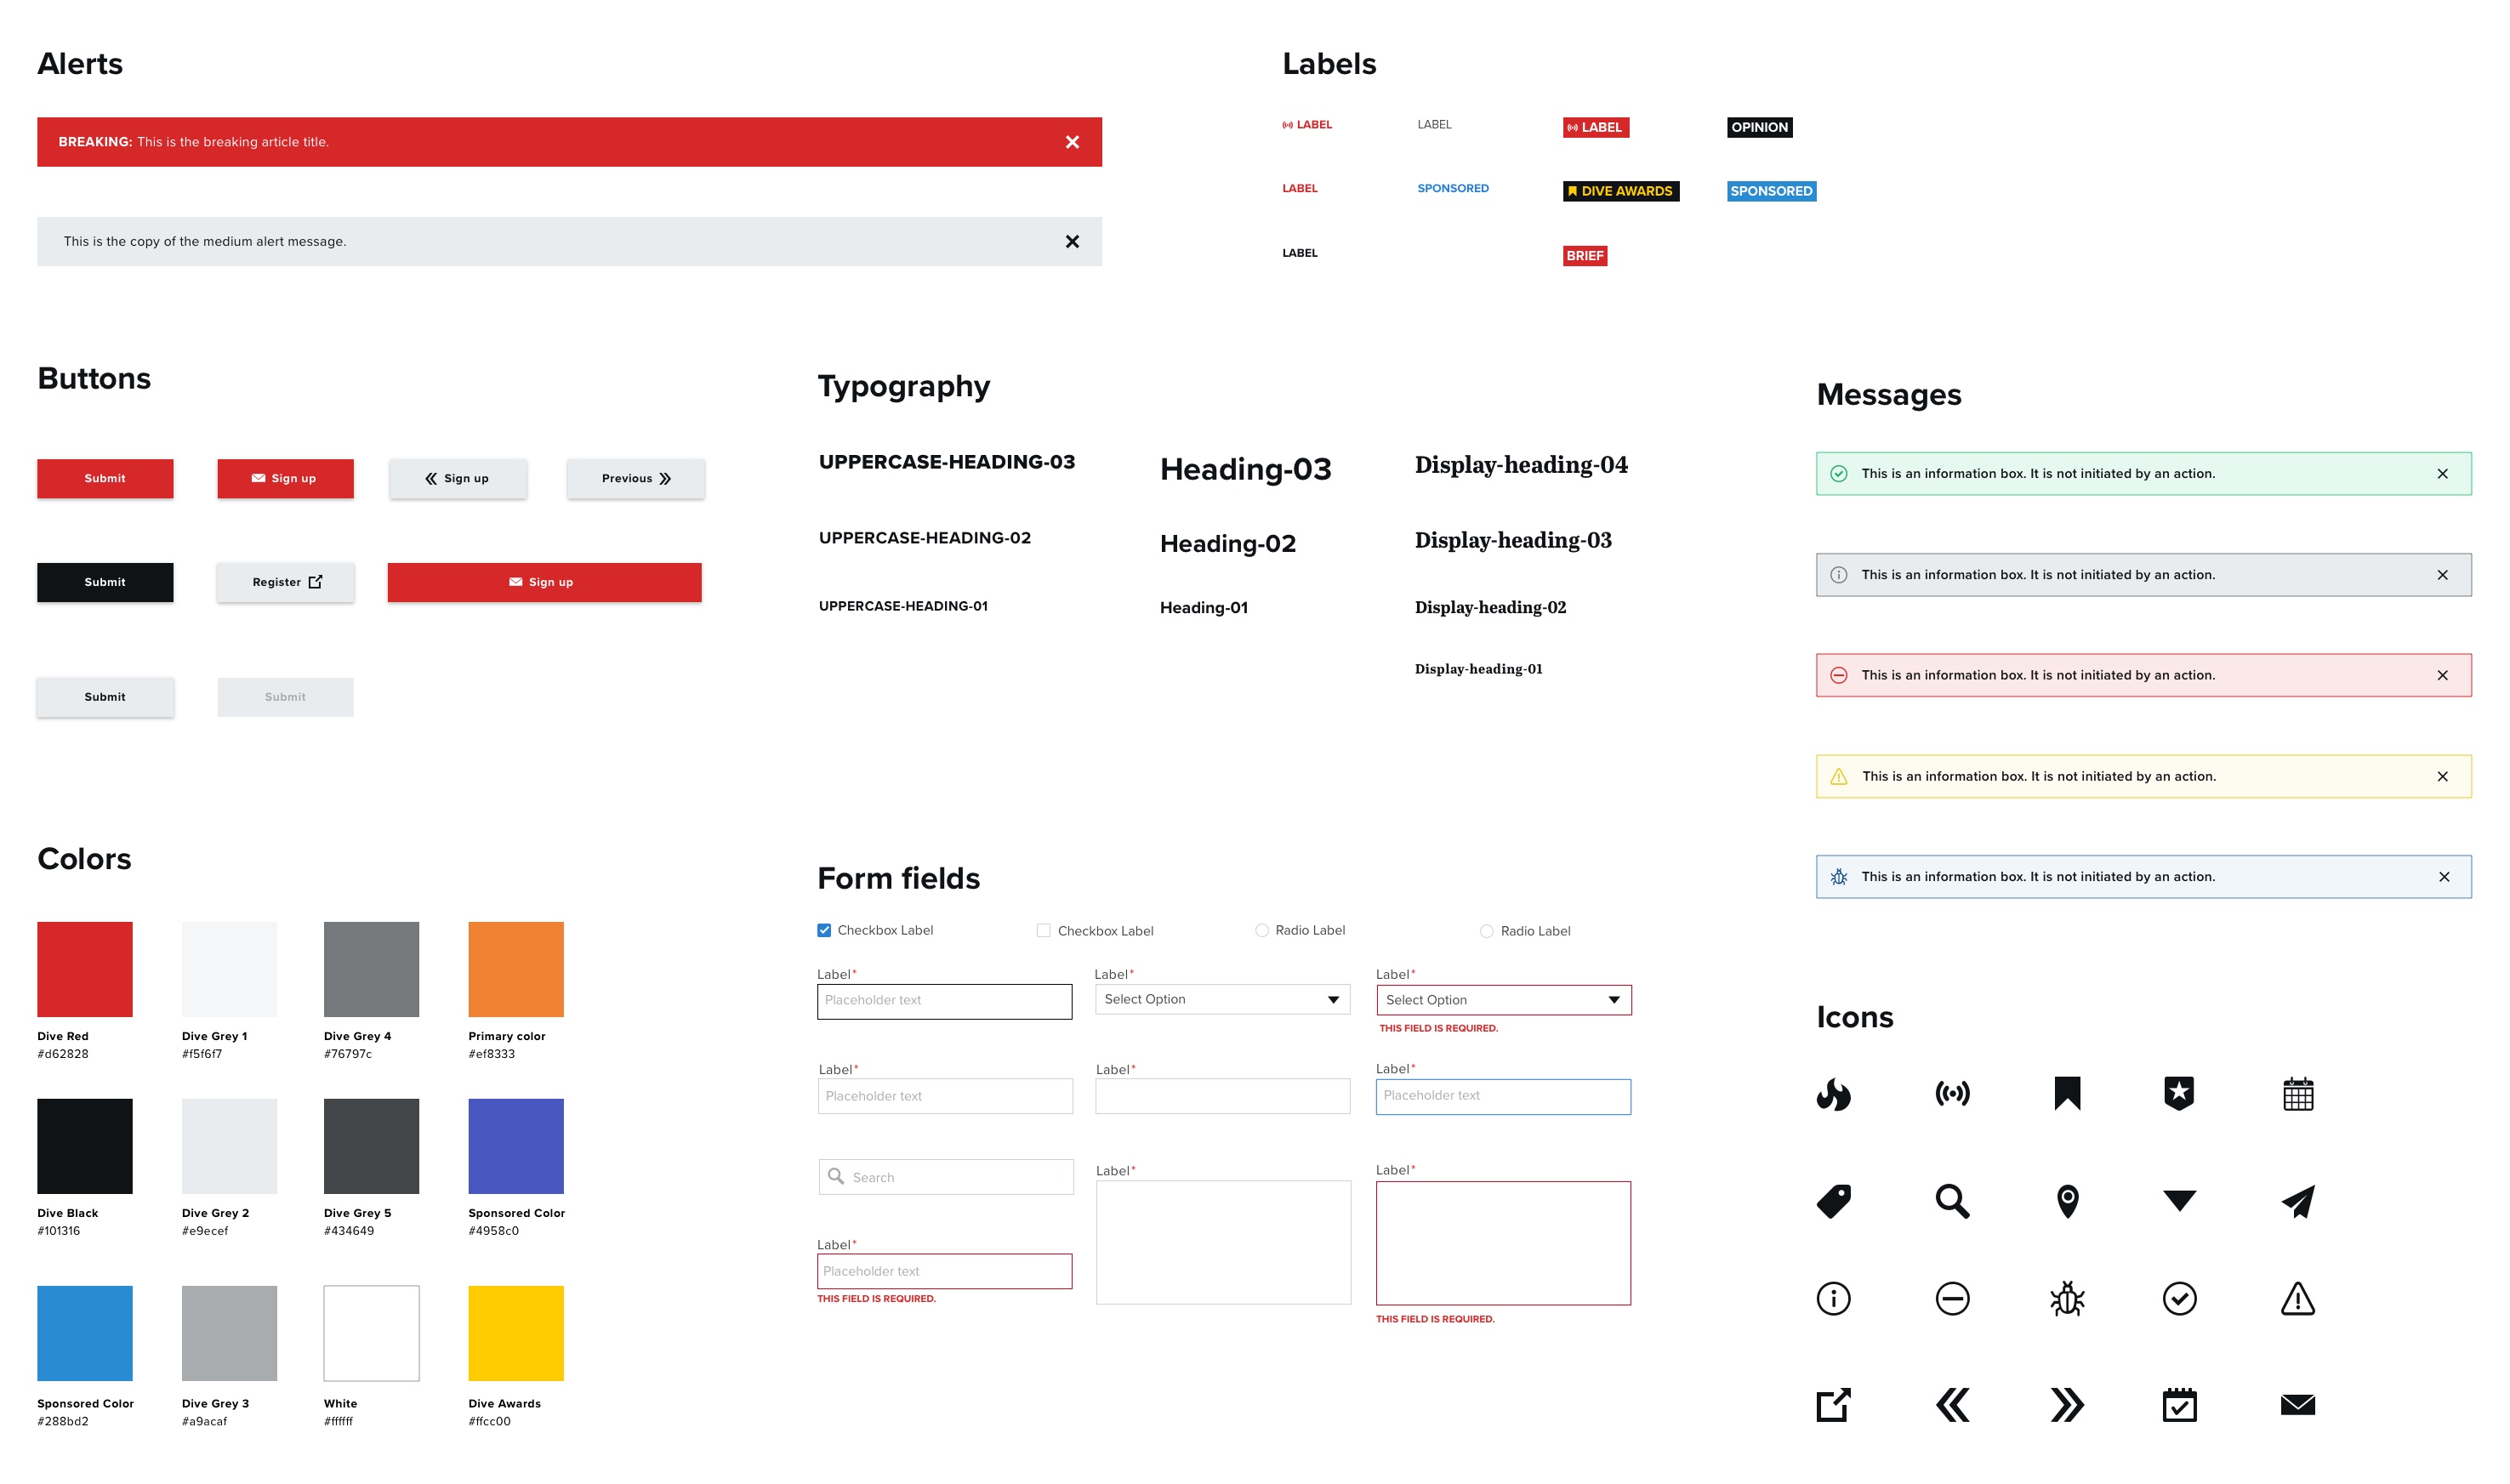 Alerts
BREAKING: This is the breaking article title.
This is the copy of the medium alert message.
Labels
LABEL
LABEL
LABEL
OPINION
LABEL
SPONSORED
DIVE AWARDS
SPONSORED
LABEL
BRIEF
Buttons
Submit
Sign up
Sign up
Previous
Submit
Register
Sign up
Submit
Submit
Typography
UPPERCASE-HEADING-03
Heading-03
Display-heading-04
UPPERCASE-HEADING-02
Heading-02
Display-heading-03
UPPERCASE-HEADING-01
Heading-01
Display-heading-02
Display-heading-01
Messages
This is an information box. It is not initiated by an action.
This is an information box. It is not initiated by an action.
This is an information box. It is not initiated by an action.
This is an information box. It is not initiated by an action.
This is an information box. It is not initiated by an action.
Colors
Dive Red
#d62828
Dive Grey 1
#f5f6f7
Dive Grey 4
#76797c
Primary color
#ef8333
Dive Black
#101316
Dive Grey 2
#e9ecef
Dive Grey 5
#434649
Sponsored Color
#4958c0
Sponsored Color
#288bd2
Dive Grey 3
#a9acaf
White
#ffffff
Dive Awards
#ffcc00
Form fields
Checkbox Label
Checkbox Label
Radio Label
Radio Label
Label*
Placeholder text
Label*
Select Option
Label*
Select Option
THIS FIELD IS REQUIRED.
Label*
Placeholder text
Label*
Label*
Placeholder text
Search
Label*
Label*
THIS FIELD IS REQUIRED.
Label*
Placeholder text
THIS FIELD IS REQUIRED.
Icons